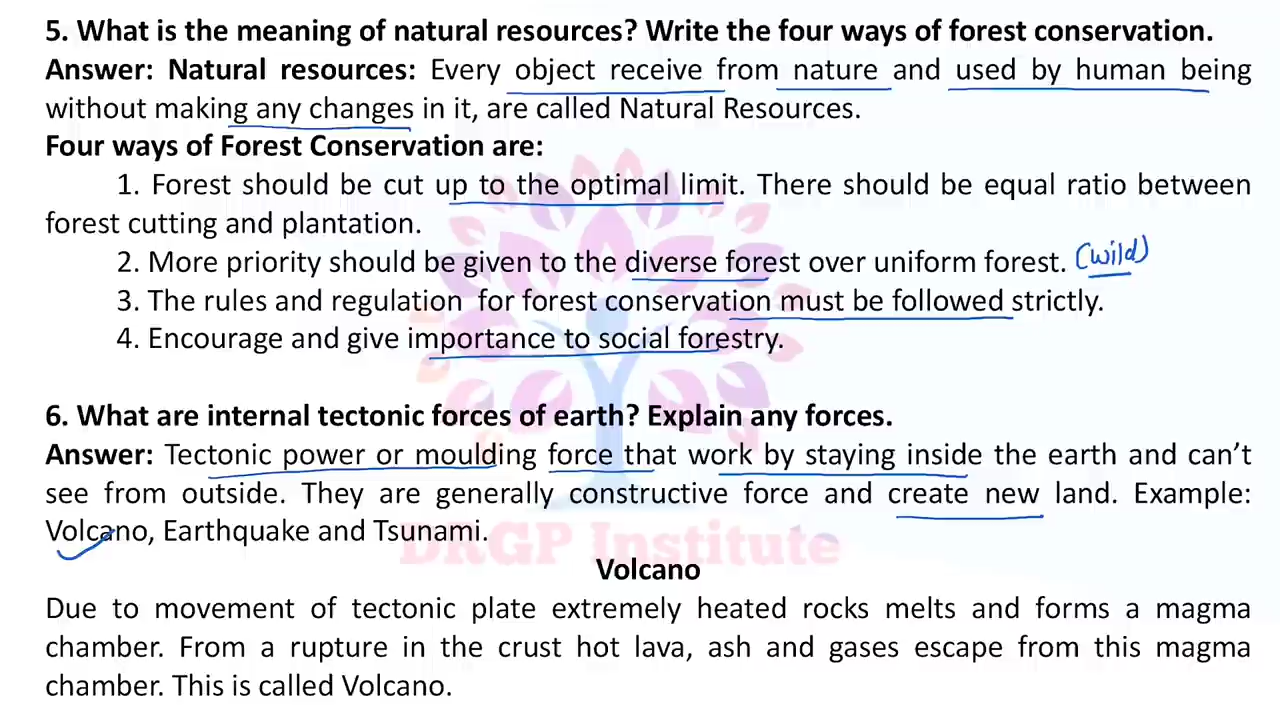 5. What is the meaning of natural resources? Write the four ways of forest conservation.
Answer: Natural resources: Every object receive from nature and used by human being
without making any changes in it, are called Natural Resources.
Four ways of Forest Conservation are:
1. Forest should be cut up to the optimal limit. There should be equal ratio between
forest cutting and plantation.
2. More priority should be given to the diverse forest over uniform forest. (wild)
3. The rules and regulation for forest conservation must be followed strictly.
4. Encourage and give importance to social forestry.
6. What are internal tectonic forces of earth? Explain any forces.
Answer: Tectonic power or moulding force that work by staying inside the earth and can't
see from outside. They are generally constructive force and create new land. Example:
Volcano, Earthquake and Tsunami.
DRGP Institute
Volcano
Due to movement of tectonic plate extremely heated rocks melts and forms a magma
chamber. From a rupture in the crust hot lava, ash and gases escape from this magma
chamber. This is called Volcano.